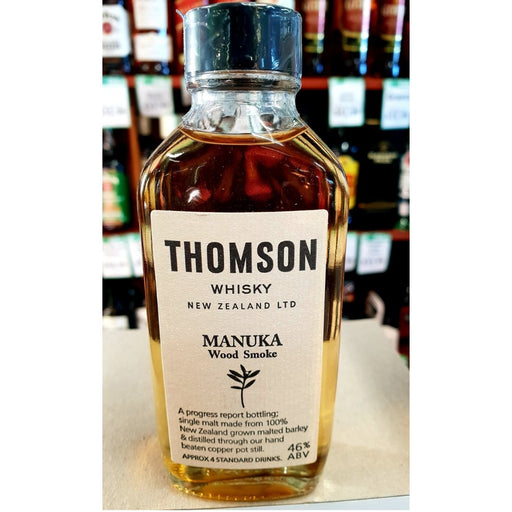 THOMSON
WHISKY
NEW ZEALAND LTD
MANUKA
Wood Smoke
A progress report bottling;
single malt made from 100%
New Zealand grown malted barley
& distilled through our hand
beaten copper pot still.
46%
ABV
APPROX 4 STANDARD DRINKS.